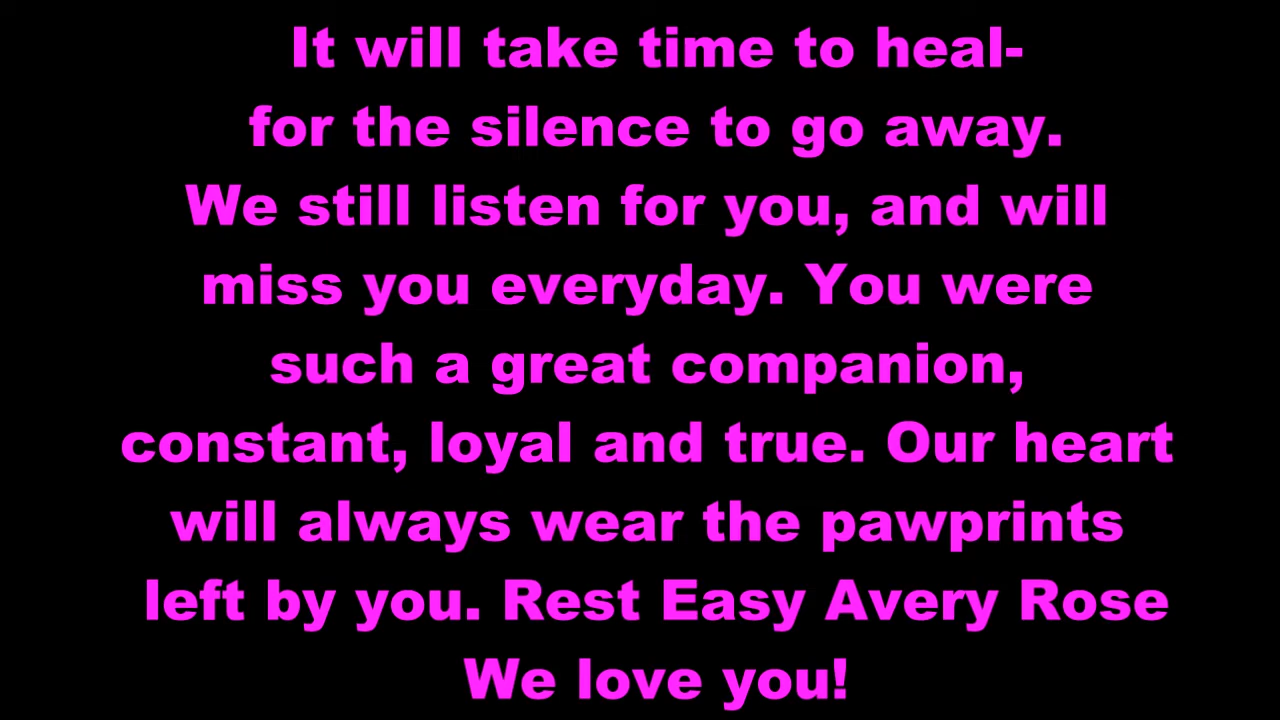 It will take time to heal-
for the silence to go away.
We still listen for you, and will
miss you everyday. You were
such a great companion,
constant, loyal and true. Our heart
will always wear the pawprints
left by you. Rest Easy Avery Rose
We love you!